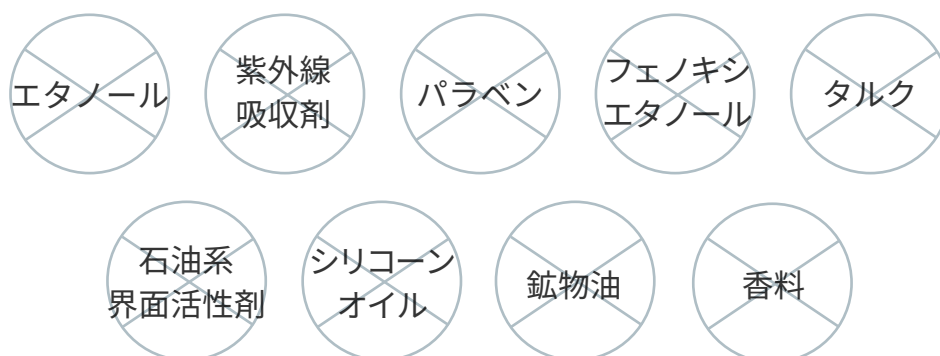 エタノール
紫外線
吸収剤
パラベン
フェノキシ
エタノール
タルク
石油系
界面活性剤
シリコーン
オイル
鉱物油
香料